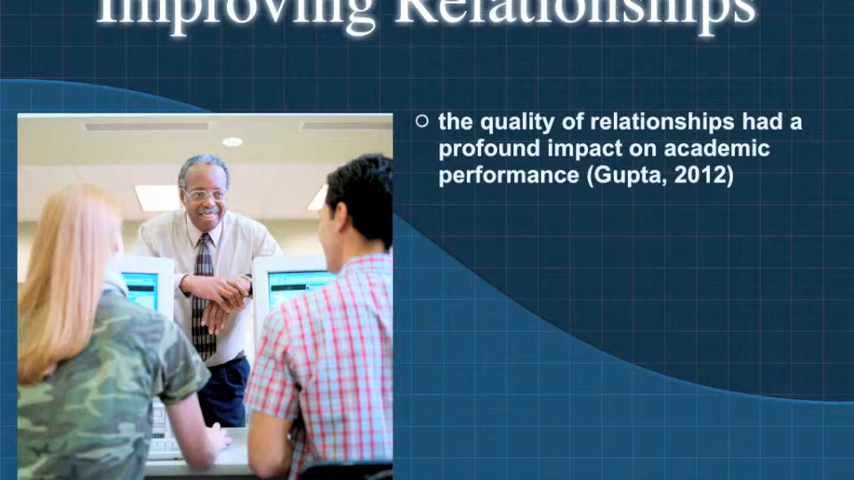 Improving Relationships
the quality of relationships had a
profound impact on academic
performance (Gupta, 2012)